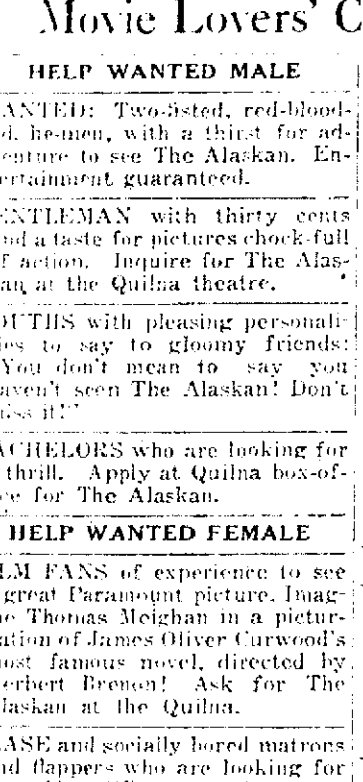 Movie Lovers' C
HELP WANTED MALE
ANTED: Two-fisted, red-blood-
d, he-men, with a thirst for ad-
enture to see The Alaskan. En-
ertainment guaranteed.
ENTLEMAN with thirty cents
nd a taste for pictures chock-full
f action. Inquire for The Alas-
an at the Quilna theatre.
OUTHS with pleasing personali-
ies to say to gloomy friends:
You don't mean to say you
aven't seen The Alaskan! Don't
iss it!"
ACHELORS who are looking for
thrill. Apply at Quilna box-of-
ce for The Alaskan.
HELP WANTED FEMALE
LM FANS of experience to see
great Paramount picture. Imag-
ne Thomas Meighan in a pictur-
ation of James Oliver Curwood's
ost famous novel, directed by
erbert Brenon! Ask for The
laskan at the Quilna.
ASE and socially bored matrons
nd flappers who are looking for